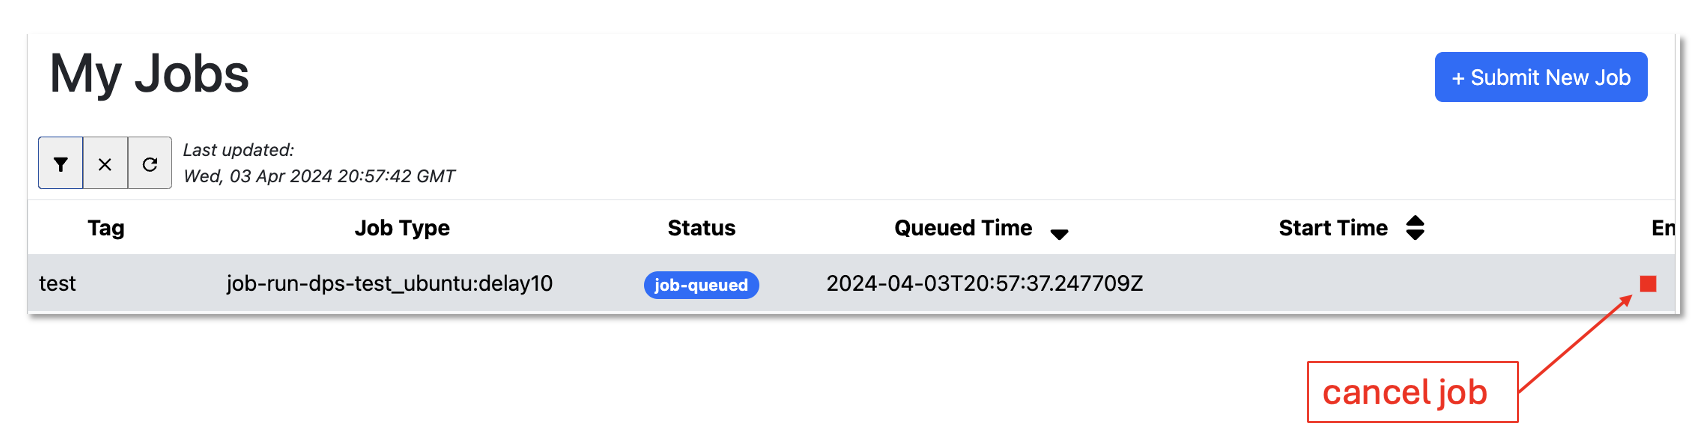 My Jobs
+ Submit New Job
Last updated:
Wed, 03 Apr 2024 20:57:42 GMT
Tag Job Type Status Queued Time Start Time En
test job-run-dps-test_ubuntu:delay10 job-queued 2024-04-03T20:57:37.247709Z
cancel job